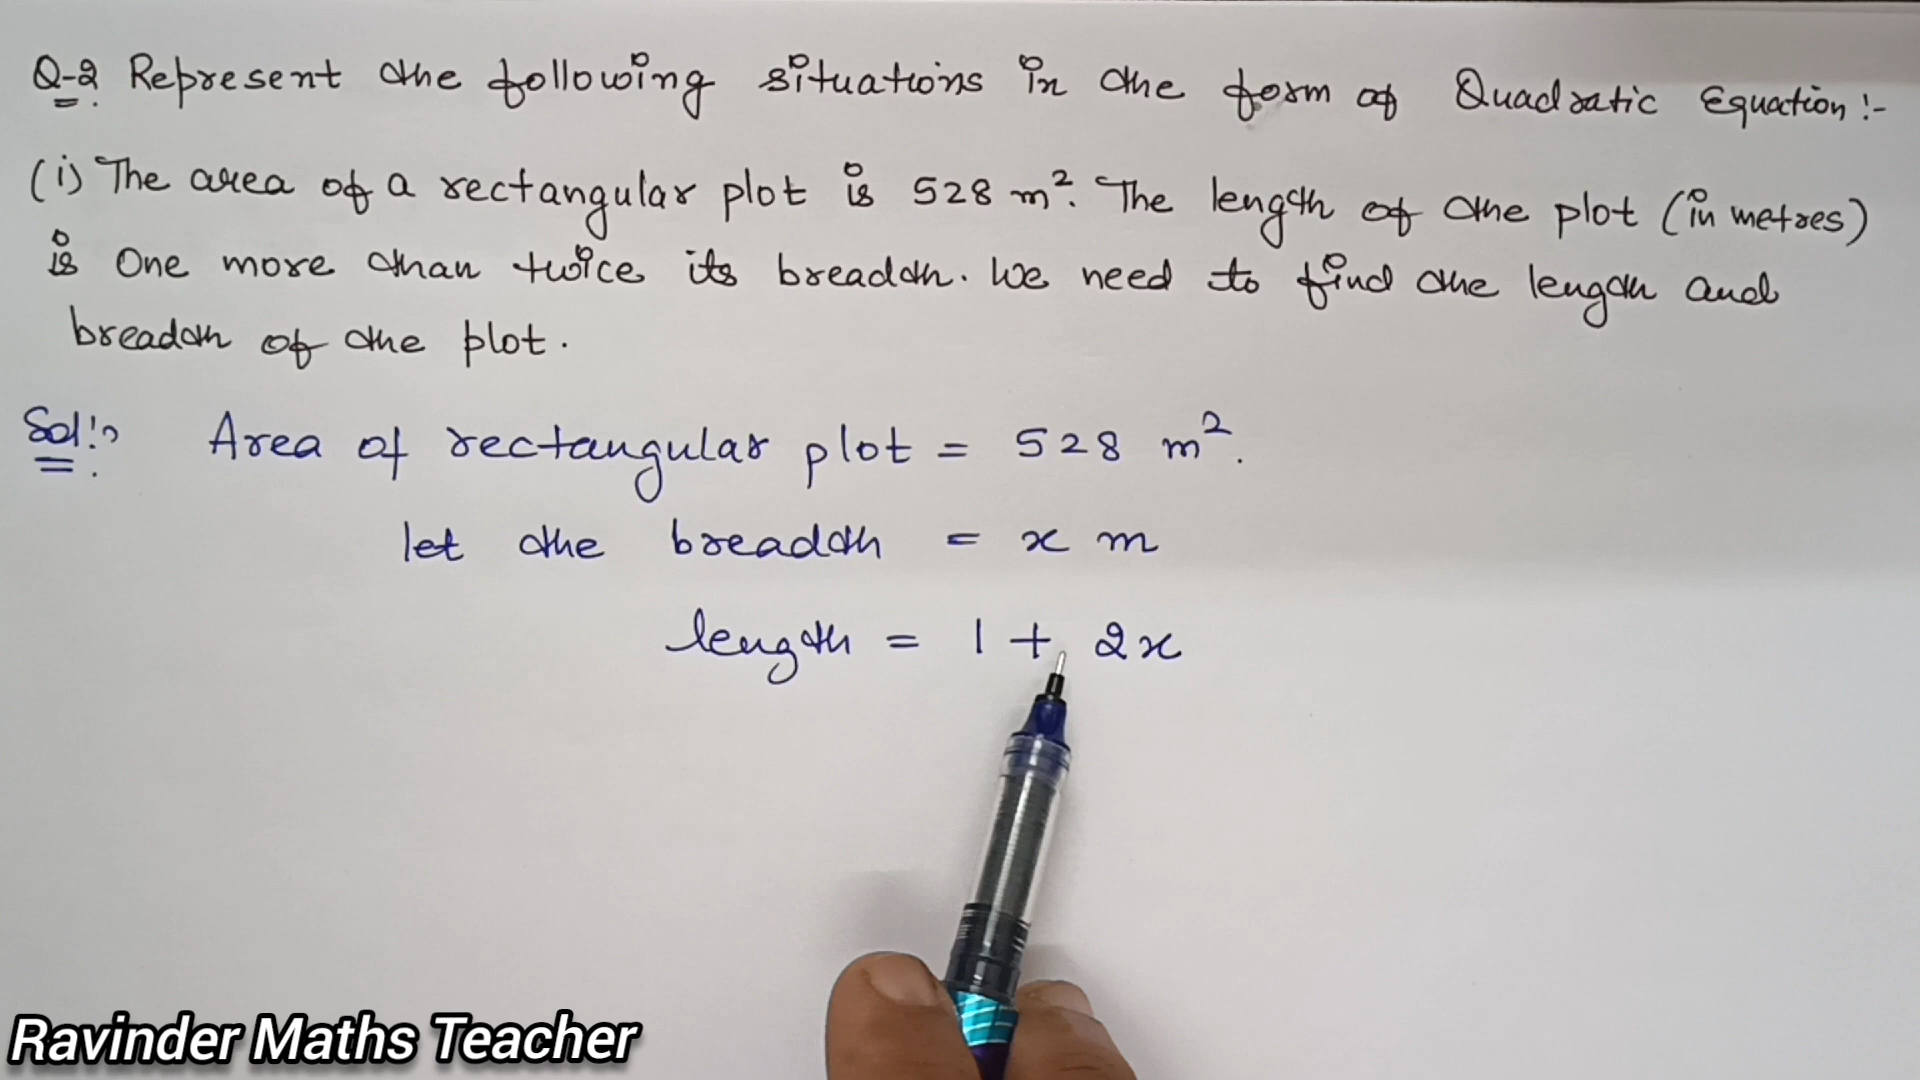 Q-2 Represent the following situations in the form of Quadratic Equation :-
(i) The area of a rectangular plot is 528 m². The length of the plot (in metres)
is One more than twice its breadth. We need to find the length and
breadth of the plot.
Sol:- Area of rectangular plot = 528 m².
let the breadth = x m
length = 1 + 2x
Ravinder Maths Teacher